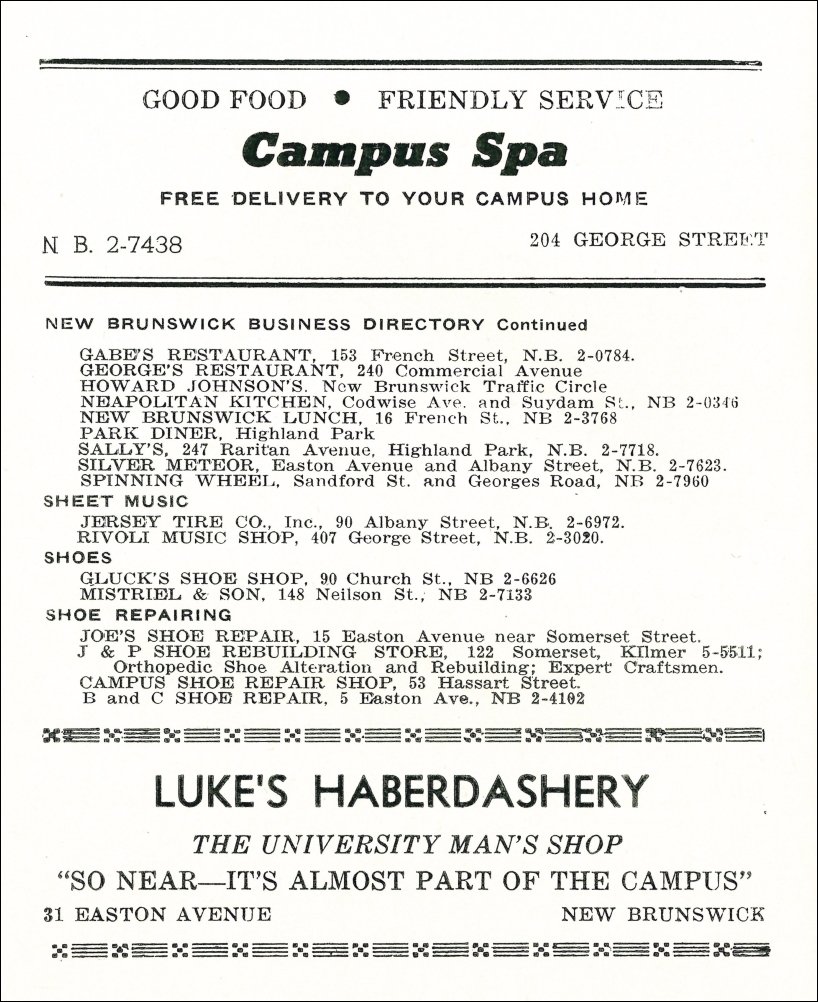 GOOD FOOD ● FRIENDLY SERVICE
Campus Spa
FREE DELIVERY TO YOUR CAMPUS HOME
N B. 2-7438
204 GEORGE STREET
NEW BRUNSWICK BUSINESS DIRECTORY Continued
GABE'S RESTAURANT, 153 French Street, N.B. 2-0784.
GEORGE'S RESTAURANT, 240 Commercial Avenue
HOWARD JOHNSON'S. New Brunswick Traffic Circle
NEAPOLITAN KITCHEN, Codwise Ave. and Suydam St., NB 2-0346
NEW BRUNSWICK LUNCH, 16 French St., NB 2-3768
PARK DINER, Highland Park
SALLY'S, 247 Raritan Avenue, Highland Park, N.B. 2-7718.
SILVER METEOR, Easton Avenue and Albany Street, N.B. 2-7623.
SPINNING WHEEL, Sandford St. and Georges Road, NB 2-7960
SHEET MUSIC
JERSEY TIRE CO., Inc., 90 Albany Street, N.B. 2-6972.
RIVOLI MUSIC SHOP, 407 George Street, N.B. 2-3020.
SHOES
GLUCK'S SHOE SHOP, 90 Church St., NB 2-6626
MISTRIEL & SON, 148 Neilson St., NB 2-7133
SHOE REPAIRING
JOE'S SHOE REPAIR, 15 Easton Avenue near Somerset Street.
J & P SHOE REBUILDING STORE, 122 Somerset, KIlmer 5-5511;
Orthopedic Shoe Alteration and Rebuilding; Expert Craftsmen.
CAMPUS SHOE REPAIR SHOP, 53 Hassart Street.
B and C SHOE REPAIR, 5 Easton Ave., NB 2-4102
LUKE'S HABERDASHERY
THE UNIVERSITY MAN'S SHOP
“SO NEAR—IT'S ALMOST PART OF THE CAMPUS”
31 EASTON AVENUE
NEW BRUNSWICK